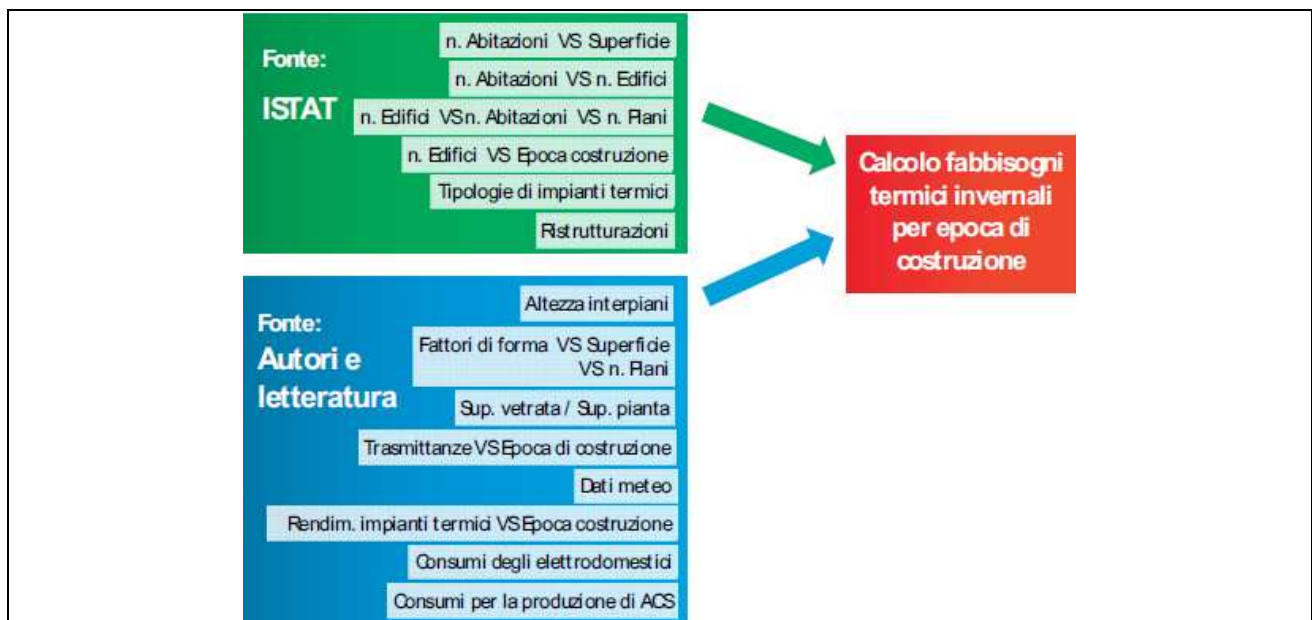 Fonte:
ISTAT
n. Abitazioni VS Superficie
n. Abitazioni VS n. Edifici
n. Edifici VS n. Abitazioni VS n. Piani
n. Edifici VS Epoca costruzione
Tipologie di impianti termici
Ristrutturazioni
Fonte:
Autori e
letteratura
Altezza interpiani
Fattori di forma VS Superficie
VS n. Piani
Sup. vetrata / Sup. pianta
Trasmittanze VS Epoca di costruzione
Dati meteo
Rendim. impianti termici VS Epoca costruzione
Consumi degli elettrodomestici
Consumi per la produzione di ACS
Calcolo fabbisogni
termici invernali
per epoca di
costruzione